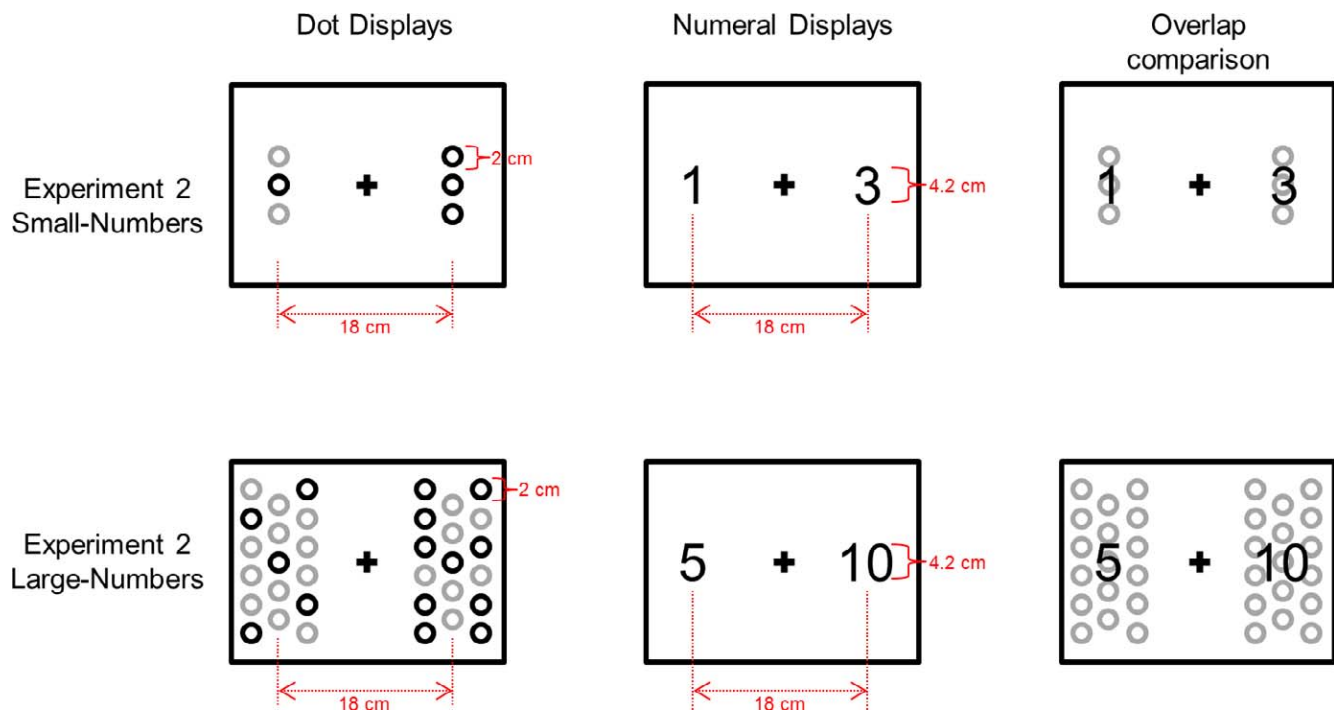 Dot Displays
Numeral Displays
Overlap
comparison
Experiment 2
Small-Numbers
2 cm
18 cm
1 + 3
4.2 cm
18 cm
1 + 3
Experiment 2
Large-Numbers
2 cm
18 cm
5 + 10
4.2 cm
18 cm
5 + 10